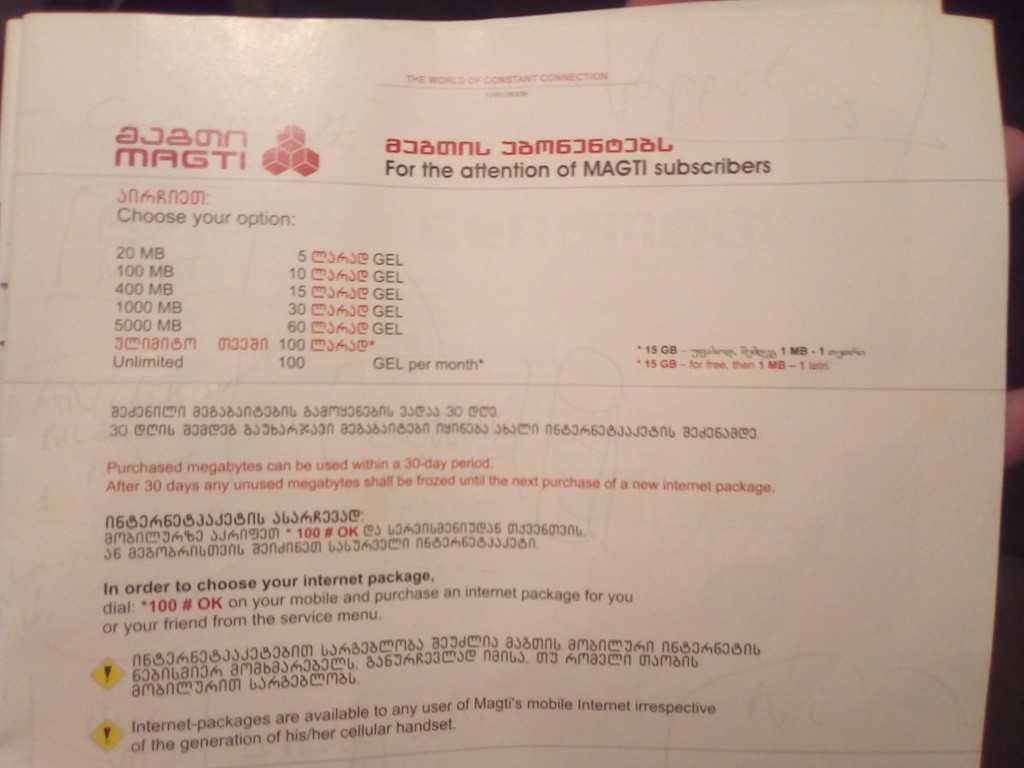 THE WORLD OF CONSTANT CONNECTION
მაგთი
MAGTI
მაგთის აბონენტებს
For the attention of MAGTI subscribers
აირჩიეთ:
Choose your option:
20 MB 5 ლარად GEL
100 MB 10 ლარად GEL
400 MB 15 ლარად GEL
1000 MB 30 ლარად GEL
5000 MB 60 ლარად GEL
ულიმიტო თვეში 100 ლარად*
Unlimited 100 GEL per month*
* 15 GB – უფასოდ, შემდეგ 1 MB - 1 თეთრი
* 15 GB – for free, then 1 MB – 1 tetri.
შეძენილი მეგაბაიტების გამოყენების ვადაა 30 დღე.
30 დღის შემდეგ გაუხარჯავი მეგაბაიტები იყინება ახალი ინტერნეტპაკეტის შეძენამდე.
Purchased megabytes can be used within a 30-day period.
After 30 days any unused megabytes shall be frozed until the next purchase of a new internet package.
ინტერნეტპაკეტის ასარჩევად:
მობილურზე აკრიფეთ * 100 # OK და სერვისმენიუდან თქვენთვის
ან მეგობრისთვის შეიძინეთ სასურველი ინტერნეტპაკეტი.
In order to choose your internet package,
dial: *100 # OK on your mobile and purchase an internet package for you
or your friend from the service menu.
ინტერნეტპაკეტებით სარგებლობა შეუძლია მაგთის მობილური ინტერნეტის
ნებისმიერ მომხმარებელს, განურჩევლად იმისა, თუ რომელი თაობის
მობილურით სარგებლობს.
Internet-packages are available to any user of Magti's mobile Internet irrespective
of the generation of his/her cellular handset.